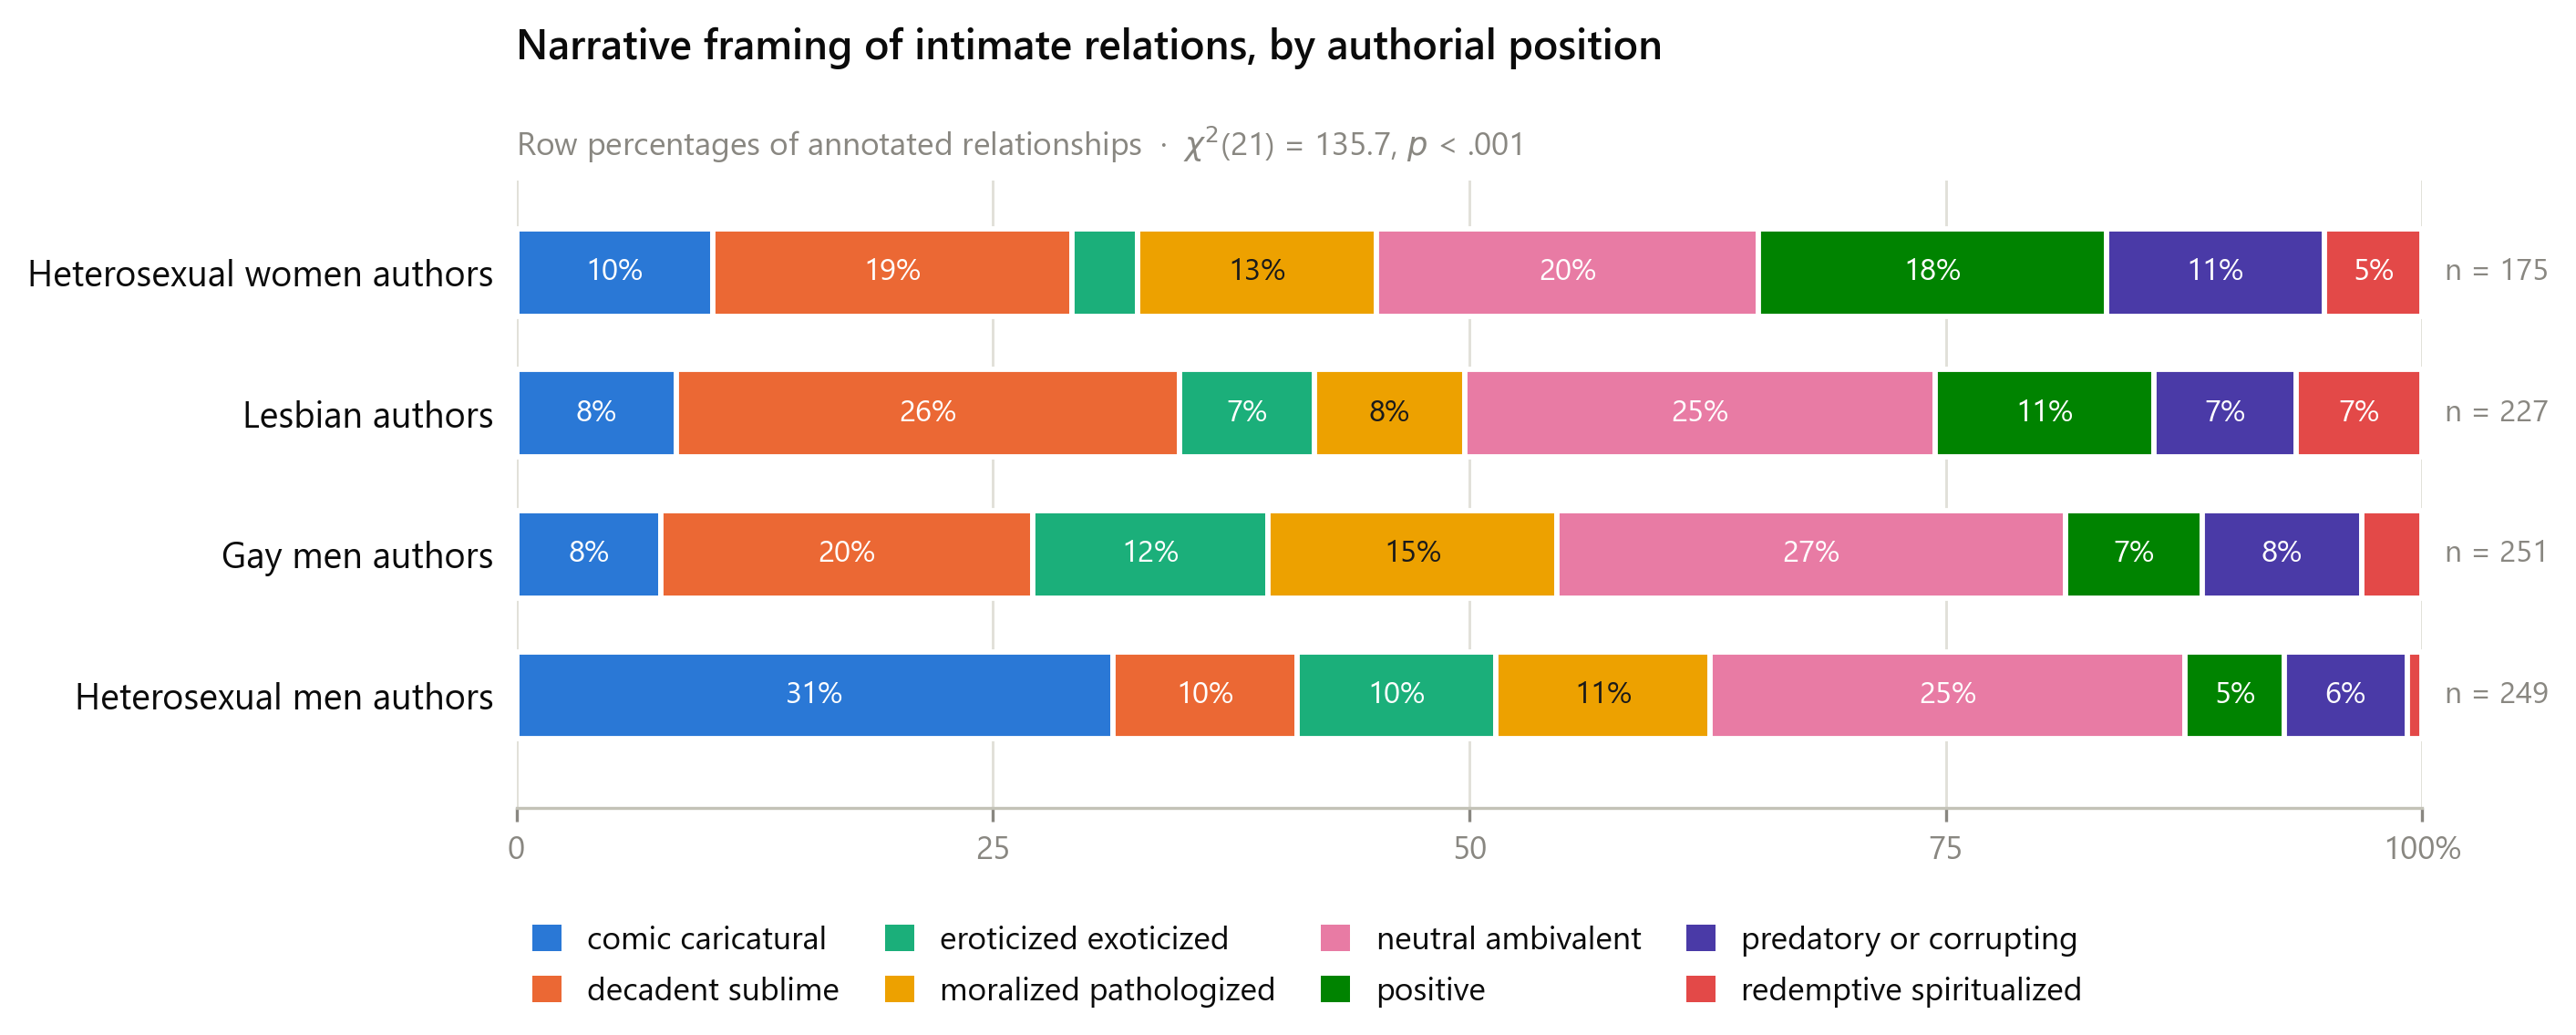 Narrative framing of intimate relations, by authorial position
Row percentages of annotated relationships · χ²(21) = 135.7, p < .001
Heterosexual women authors 10% 19% 13% 20% 18% 11% 5% n = 175
Lesbian authors 8% 26% 7% 8% 25% 11% 7% 7% n = 227
Gay men authors 8% 20% 12% 15% 27% 7% 8% n = 251
Heterosexual men authors 31% 10% 10% 11% 25% 5% 6% n = 249
0 25 50 75 100%
comic caricatural eroticized exoticized neutral ambivalent predatory or corrupting
decadent sublime moralized pathologized positive redemptive spiritualized